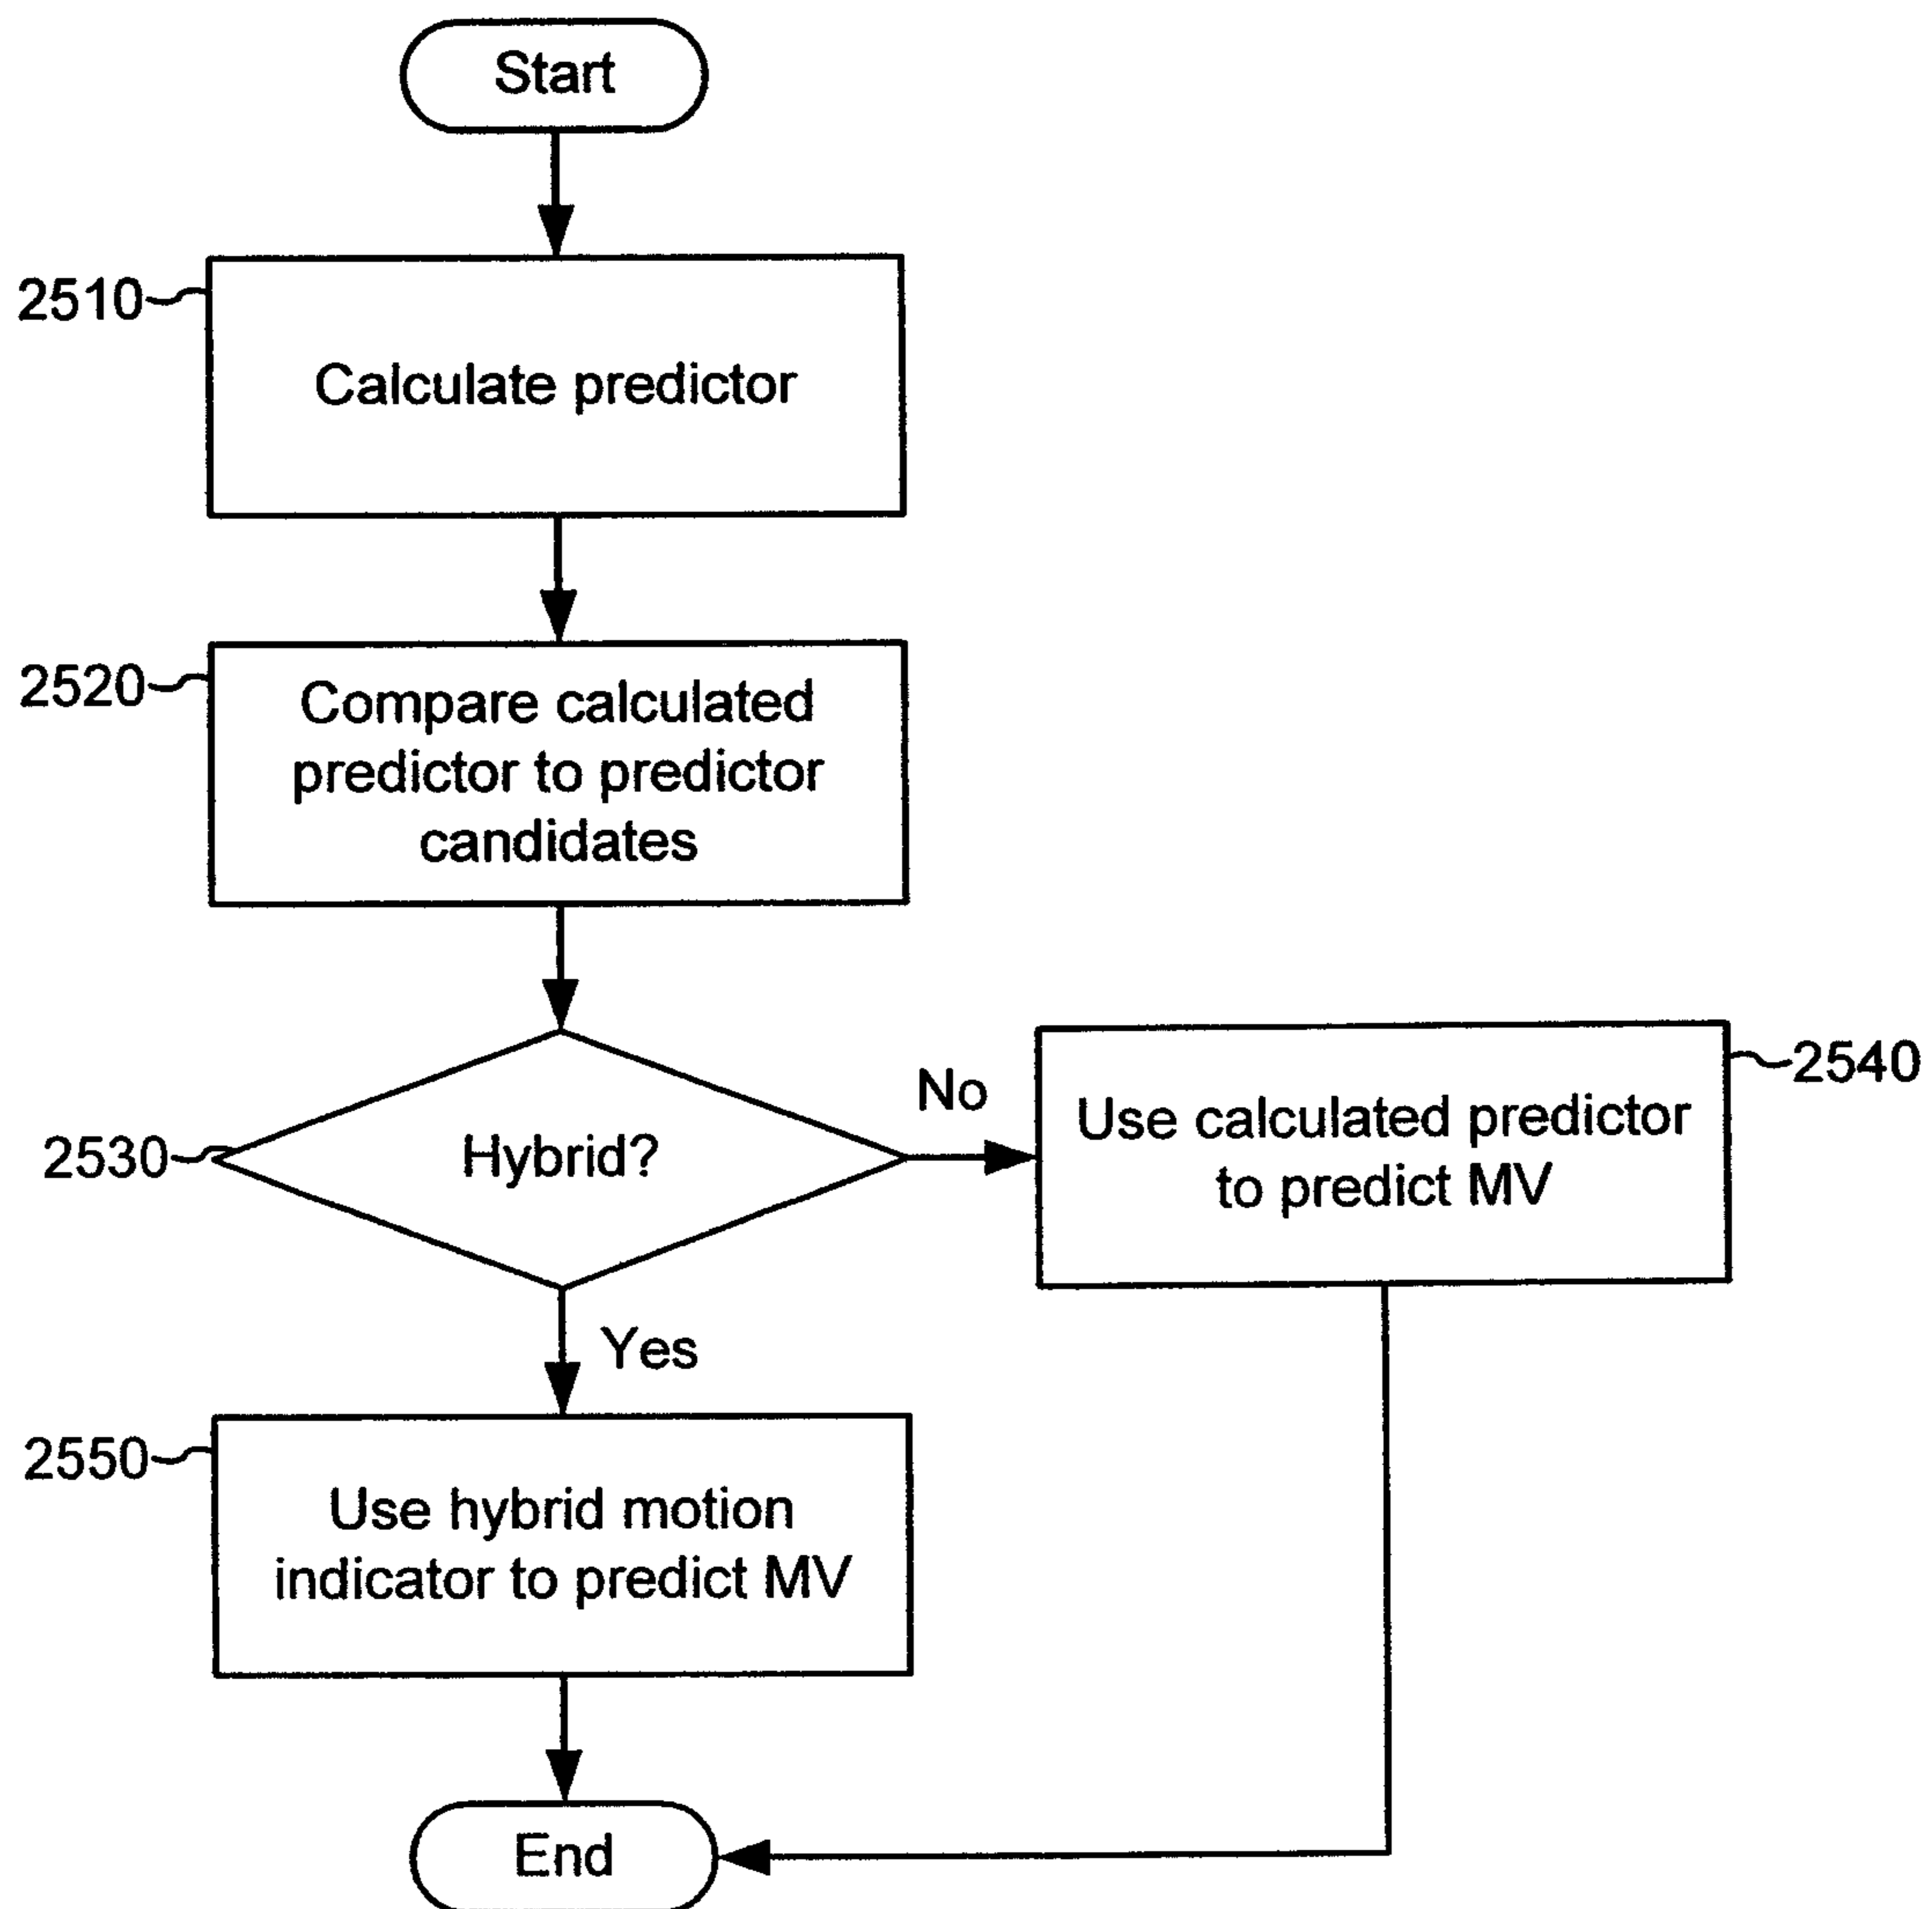 Start
2510
Calculate predictor
2520
Compare calculated
predictor to predictor
candidates
2530
Hybrid?
No
2540
Use calculated predictor
to predict MV
Yes
2550
Use hybrid motion
indicator to predict MV
End